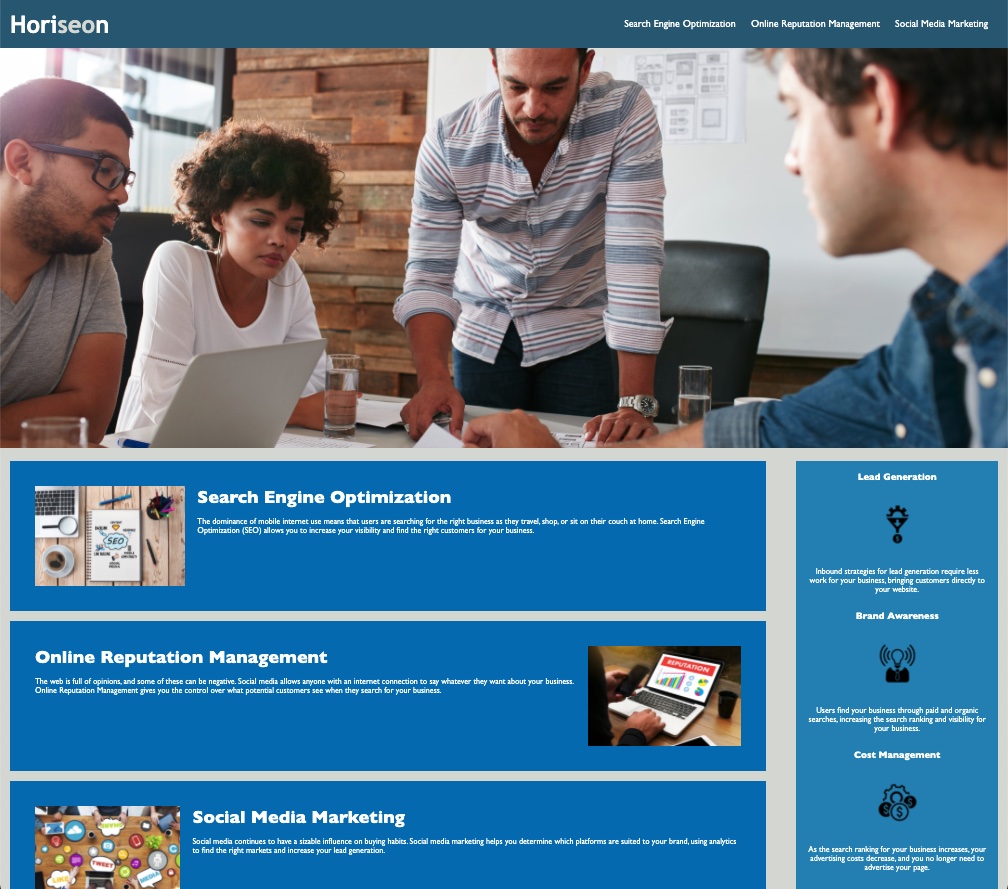 Horiseon
Search Engine Optimization Online Reputation Management Social Media Marketing
Search Engine Optimization
The dominance of mobile internet use means that users are searching for the right business as they travel, shop, or sit on their couch at home. Search Engine
Optimization (SEO) allows you to increase your visibility and find the right customers for your business.
SEO
Online Reputation Management
The web is full of opinions, and some of these can be negative. Social media allows anyone with an internet connection to say whatever they want about your business.
Online Reputation Management gives you the control over what potential customers see when they search for your business.
REPUTATION
Social Media Marketing
Social media continues to have a sizable influence on buying habits. Social media marketing helps you determine which platforms are suited to your brand, using analytics
to find the right markets and increase your lead generation.
TWEET
LIKE
MEDIA
Lead Generation
Inbound strategies for lead generation require less
work for your business, bringing customers directly to
your website.
Brand Awareness
Users find your business through paid and organic
searches, increasing the search ranking and visibility for
your business.
Cost Management
As the search ranking for your business increases, your
advertising costs decrease, and you no longer need to
advertise your page.